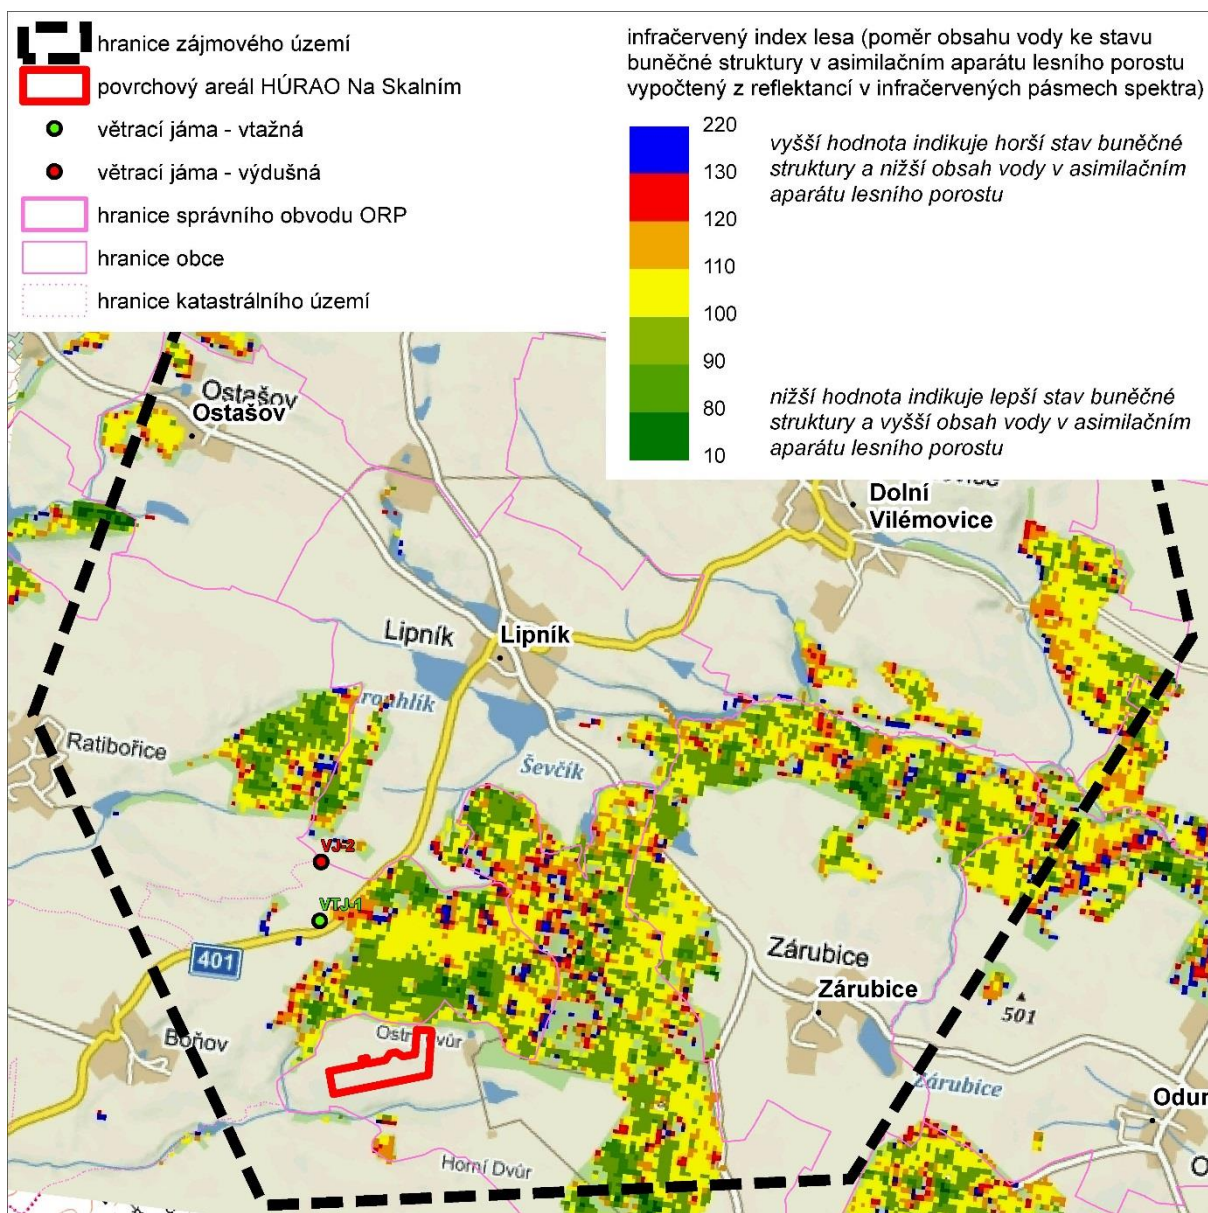 hranice zájmového území
povrchový areál HÚRAO Na Skalním
větrací jáma - vtažná
větrací jáma - výdušná
hranice správního obvodu ORP
hranice obce
hranice katastrálního území
infračervený index lesa (poměr obsahu vody ke stavu
buněčné struktury v asimilačním aparátu lesního porostu
vypočtený z reflektancí v infračervených pásmech spektra)
220
130
120
110
100
90
80
10
vyšší hodnota indikuje horší stav buněčné
struktury a nižší obsah vody v asimilačním
aparátu lesního porostu
nižší hodnota indikuje lepší stav buněčné
struktury a vyšší obsah vody v asimilačním
aparátu lesního porostu
Ostašov
Ostašov
Dolní
Vilémovice
Lipník
Lipník
Ratibořice
Ševčík
VJ-2
VTJ-1
401
Boňov
Zárubice
Zárubice
501
Zárubice
Horní Dvůr